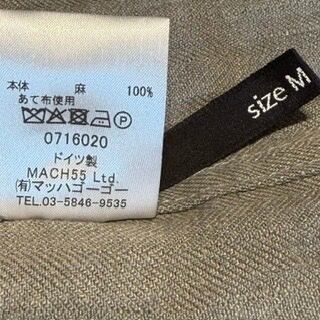 本体 麻 100%
あて布使用
P
0716020
ドイツ製
MACH55 Ltd.
(有)マッハゴーゴー
TEL.03-5846-9535
size M